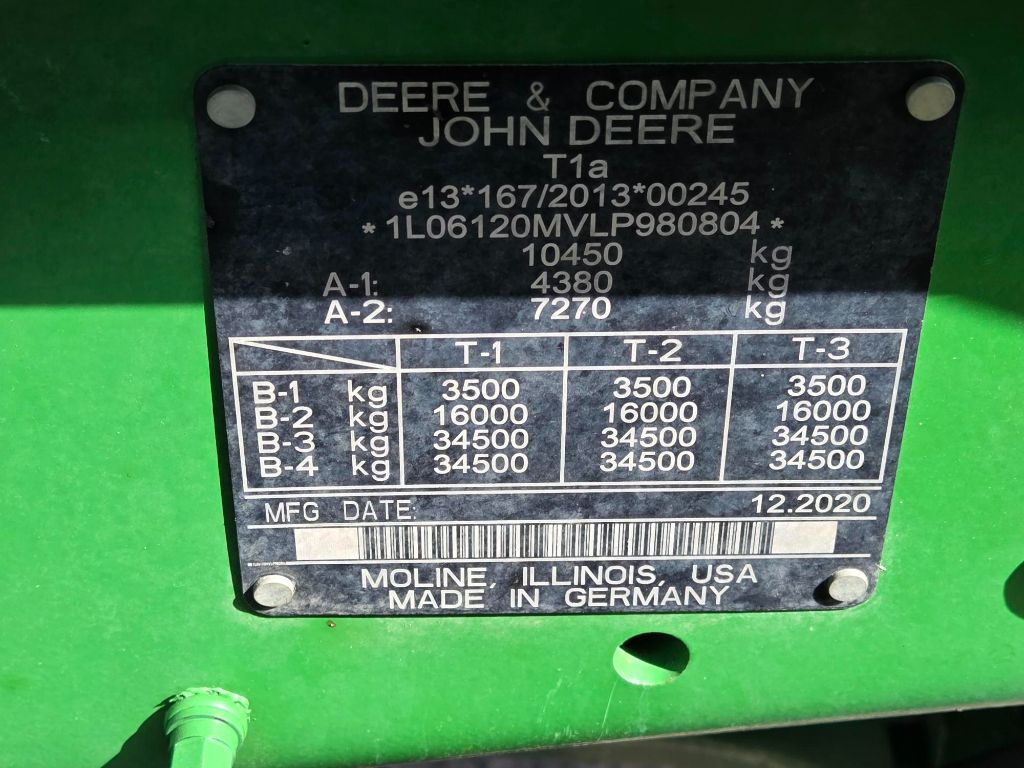 DEERE & COMPANY
JOHN DEERE
T1a
e13*167/2013*00245
*1L06120MVLP980804*
10450 kg
A-1: 4380 kg
A-2: 7270 kg
T-1 T-2 T-3
B-1 kg 3500 3500 3500
B-2 kg 16000 16000 16000
B-3 kg 34500 34500 34500
B-4 kg 34500 34500 34500
MFG DATE: 12.2020
MOLINE, ILLINOIS, USA
MADE IN GERMANY